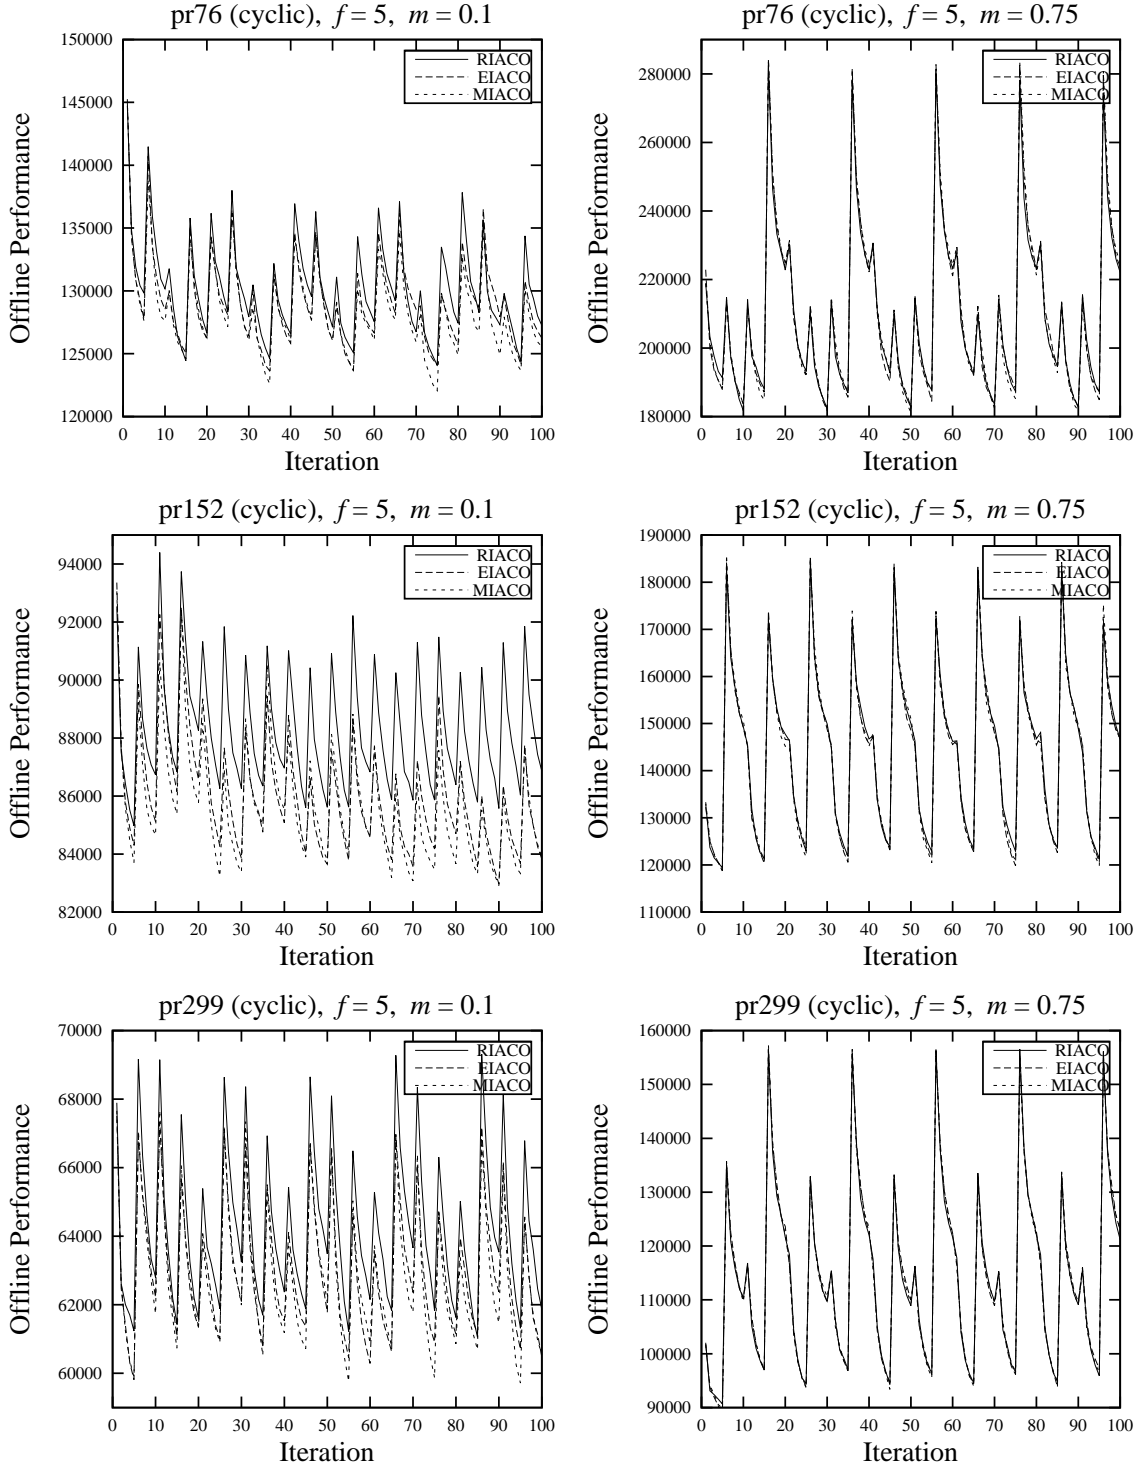 pr76 (cyclic), f = 5, m = 0.1
150000
145000
140000
135000
130000
125000
120000
Offline Performance
RIACO
EIACO
MIACO
0 10 20 30 40 50 60 70 80 90 100
Iteration
pr76 (cyclic), f = 5, m = 0.75
280000
260000
240000
220000
200000
180000
Offline Performance
RIACO
EIACO
MIACO
0 10 20 30 40 50 60 70 80 90 100
Iteration
pr152 (cyclic), f = 5, m = 0.1
94000
92000
90000
88000
86000
84000
82000
Offline Performance
RIACO
EIACO
MIACO
0 10 20 30 40 50 60 70 80 90 100
Iteration
pr152 (cyclic), f = 5, m = 0.75
190000
180000
170000
160000
150000
140000
130000
120000
110000
Offline Performance
RIACO
EIACO
MIACO
0 10 20 30 40 50 60 70 80 90 100
Iteration
pr299 (cyclic), f = 5, m = 0.1
70000
68000
66000
64000
62000
60000
Offline Performance
RIACO
EIACO
MIACO
0 10 20 30 40 50 60 70 80 90 100
Iteration
pr299 (cyclic), f = 5, m = 0.75
160000
150000
140000
130000
120000
110000
100000
90000
Offline Performance
RIACO
EIACO
MIACO
0 10 20 30 40 50 60 70 80 90 100
Iteration